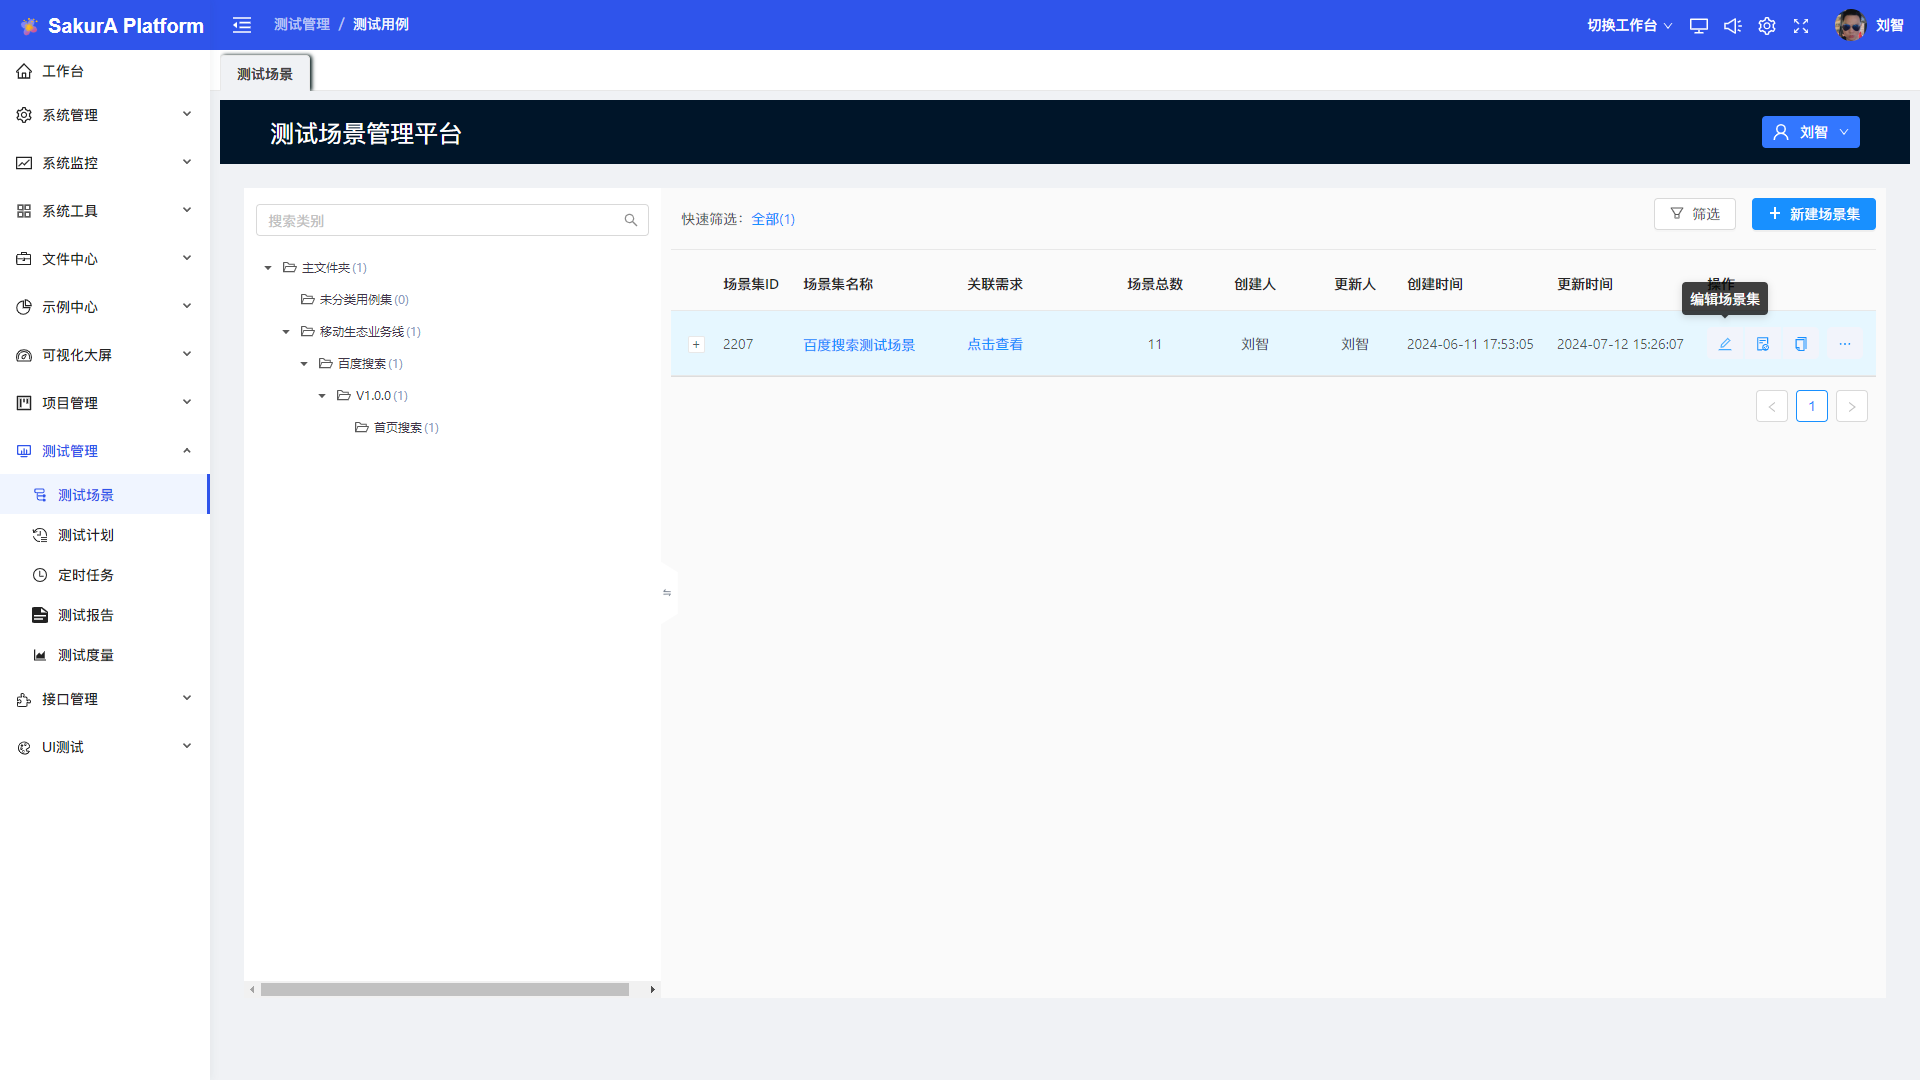 SakurA Platform
测试管理 / 测试用例
切换工作台
刘智
工作台
系统管理
系统监控
系统工具
文件中心
示例中心
可视化大屏
项目管理
测试管理
测试场景
测试计划
定时任务
测试报告
测试度量
接口管理
UI测试
测试场景
测试场景管理平台
刘智
搜索类别
主文件夹 (1)
未分类用例集 (0)
移动生态业务线 (1)
百度搜索 (1)
V1.0.0 (1)
首页搜索 (1)
快速筛选: 全部(1)
筛选
+ 新建场景集
场景集ID 场景集名称 关联需求 场景总数 创建人 更新人 创建时间 更新时间 操作
编辑场景集
+ 2207 百度搜索测试场景 点击查看 11 刘智 刘智 2024-06-11 17:53:05 2024-07-12 15:26:07 ...
< 1 >